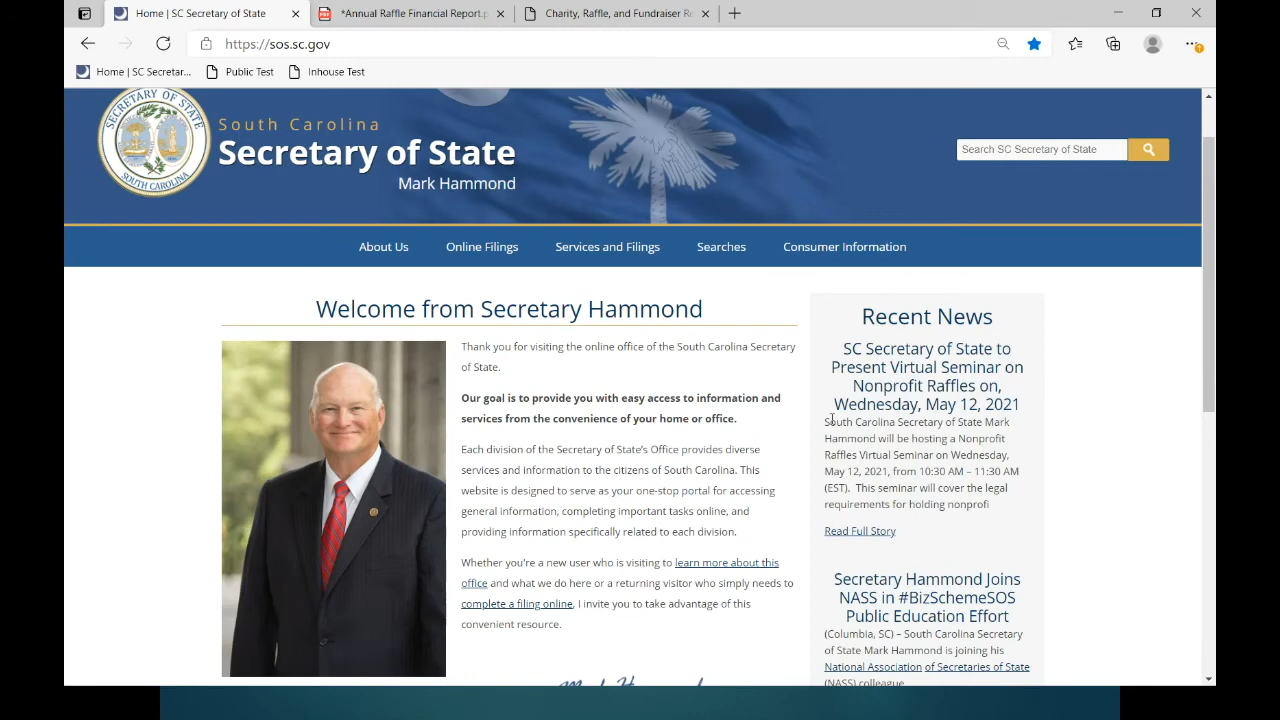 Home | SC Secretary of State
*Annual Raffle Financial Report.p
Charity, Raffle, and Fundraiser Re
https://sos.sc.gov
Home | SC Secretar...
Public Test
Inhouse Test
SECRETARY OF STATE
SOUTH CAROLINA
South Carolina
Secretary of State
Mark Hammond
Search SC Secretary of State
About Us
Online Filings
Services and Filings
Searches
Consumer Information
Welcome from Secretary Hammond
Thank you for visiting the online office of the South Carolina Secretary
of State.
Our goal is to provide you with easy access to information and
services from the convenience of your home or office.
Each division of the Secretary of State's Office provides diverse
services and information to the citizens of South Carolina. This
website is designed to serve as your one-stop portal for accessing
general information, completing important tasks online, and
providing information specifically related to each division.
Whether you're a new user who is visiting to learn more about this
office and what we do here or a returning visitor who simply needs to
complete a filing online, I invite you to take advantage of this
convenient resource.
Recent News
SC Secretary of State to
Present Virtual Seminar on
Nonprofit Raffles on,
Wednesday, May 12, 2021
South Carolina Secretary of State Mark
Hammond will be hosting a Nonprofit
Raffles Virtual Seminar on Wednesday,
May 12, 2021, from 10:30 AM – 11:30 AM
(EST). This seminar will cover the legal
requirements for holding nonprofi
Read Full Story
Secretary Hammond Joins
NASS in #BizSchemeSOS
Public Education Effort
(Columbia, SC) – South Carolina Secretary
of State Mark Hammond is joining his
National Association of Secretaries of State
(NASS) colleague